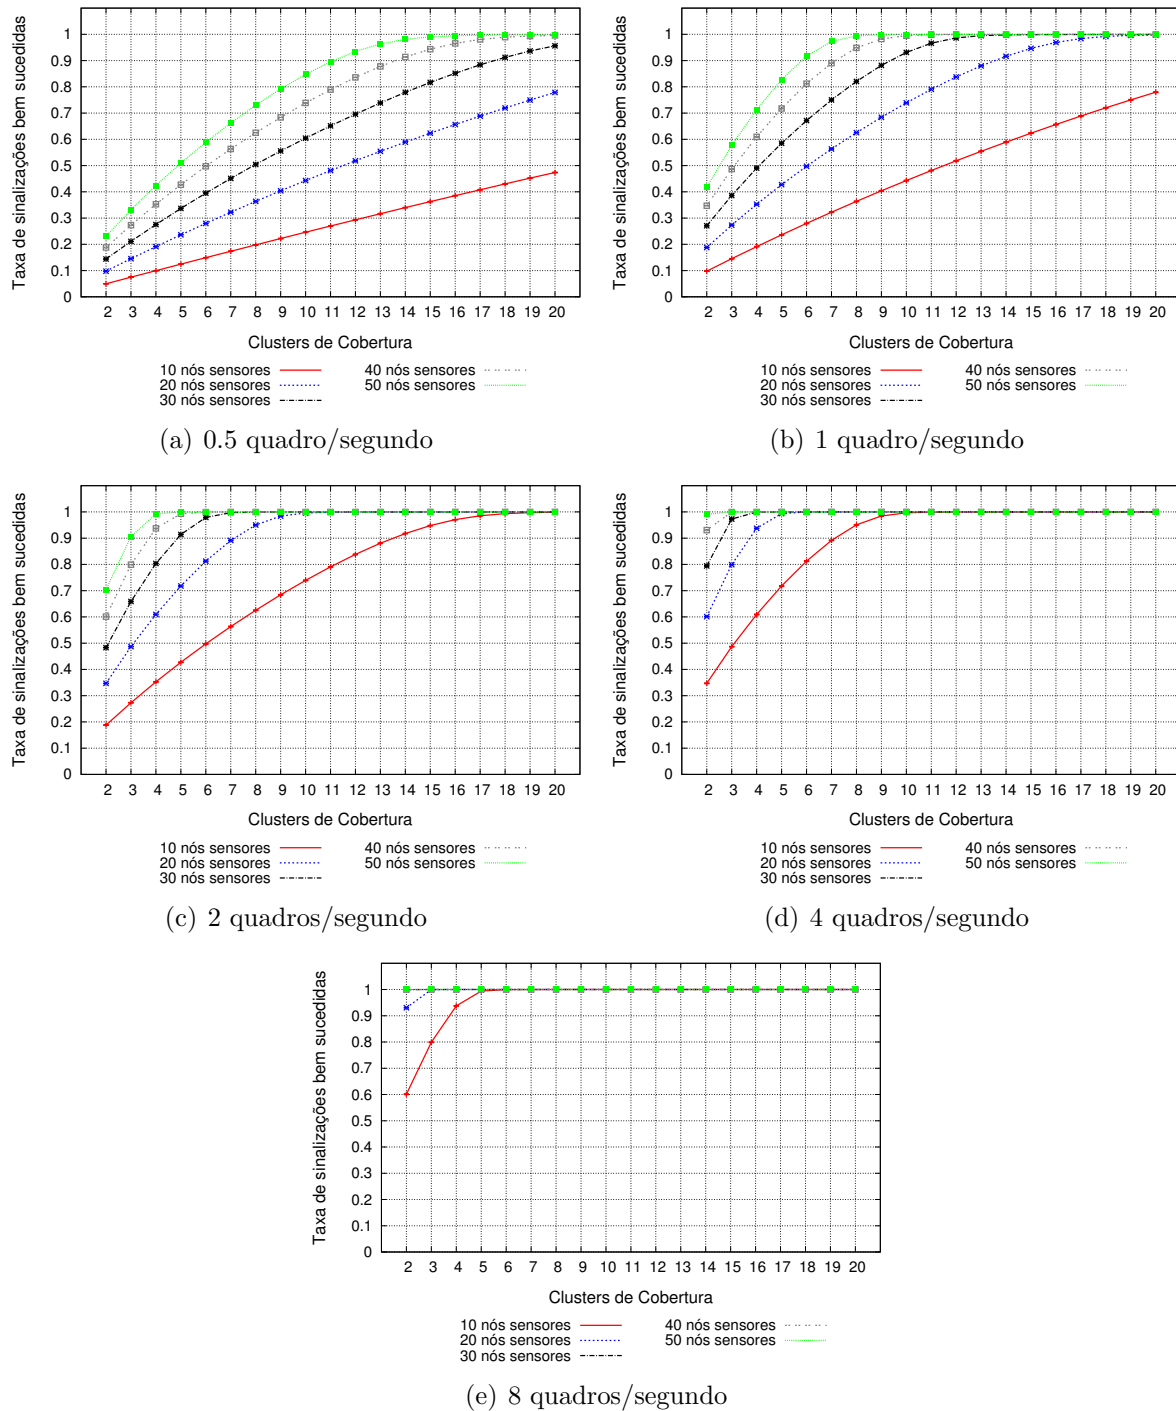 Taxa de sinalizações bem sucedidas
1
0.9
0.8
0.7
0.6
0.5
0.4
0.3
0.2
0.1
0
2 3 4 5 6 7 8 9 10 11 12 13 14 15 16 17 18 19 20
Clusters de Cobertura
10 nós sensores
20 nós sensores
30 nós sensores
40 nós sensores
50 nós sensores
(a) 0.5 quadro/segundo
Taxa de sinalizações bem sucedidas
1
0.9
0.8
0.7
0.6
0.5
0.4
0.3
0.2
0.1
0
2 3 4 5 6 7 8 9 10 11 12 13 14 15 16 17 18 19 20
Clusters de Cobertura
10 nós sensores
20 nós sensores
30 nós sensores
40 nós sensores
50 nós sensores
(b) 1 quadro/segundo
Taxa de sinalizações bem sucedidas
1
0.9
0.8
0.7
0.6
0.5
0.4
0.3
0.2
0.1
0
2 3 4 5 6 7 8 9 10 11 12 13 14 15 16 17 18 19 20
Clusters de Cobertura
10 nós sensores
20 nós sensores
30 nós sensores
40 nós sensores
50 nós sensores
(c) 2 quadros/segundo
Taxa de sinalizações bem sucedidas
1
0.9
0.8
0.7
0.6
0.5
0.4
0.3
0.2
0.1
0
2 3 4 5 6 7 8 9 10 11 12 13 14 15 16 17 18 19 20
Clusters de Cobertura
10 nós sensores
20 nós sensores
30 nós sensores
40 nós sensores
50 nós sensores
(d) 4 quadros/segundo
Taxa de sinalizações bem sucedidas
1
0.9
0.8
0.7
0.6
0.5
0.4
0.3
0.2
0.1
0
2 3 4 5 6 7 8 9 10 11 12 13 14 15 16 17 18 19 20
Clusters de Cobertura
10 nós sensores
20 nós sensores
30 nós sensores
40 nós sensores
50 nós sensores
(e) 8 quadros/segundo